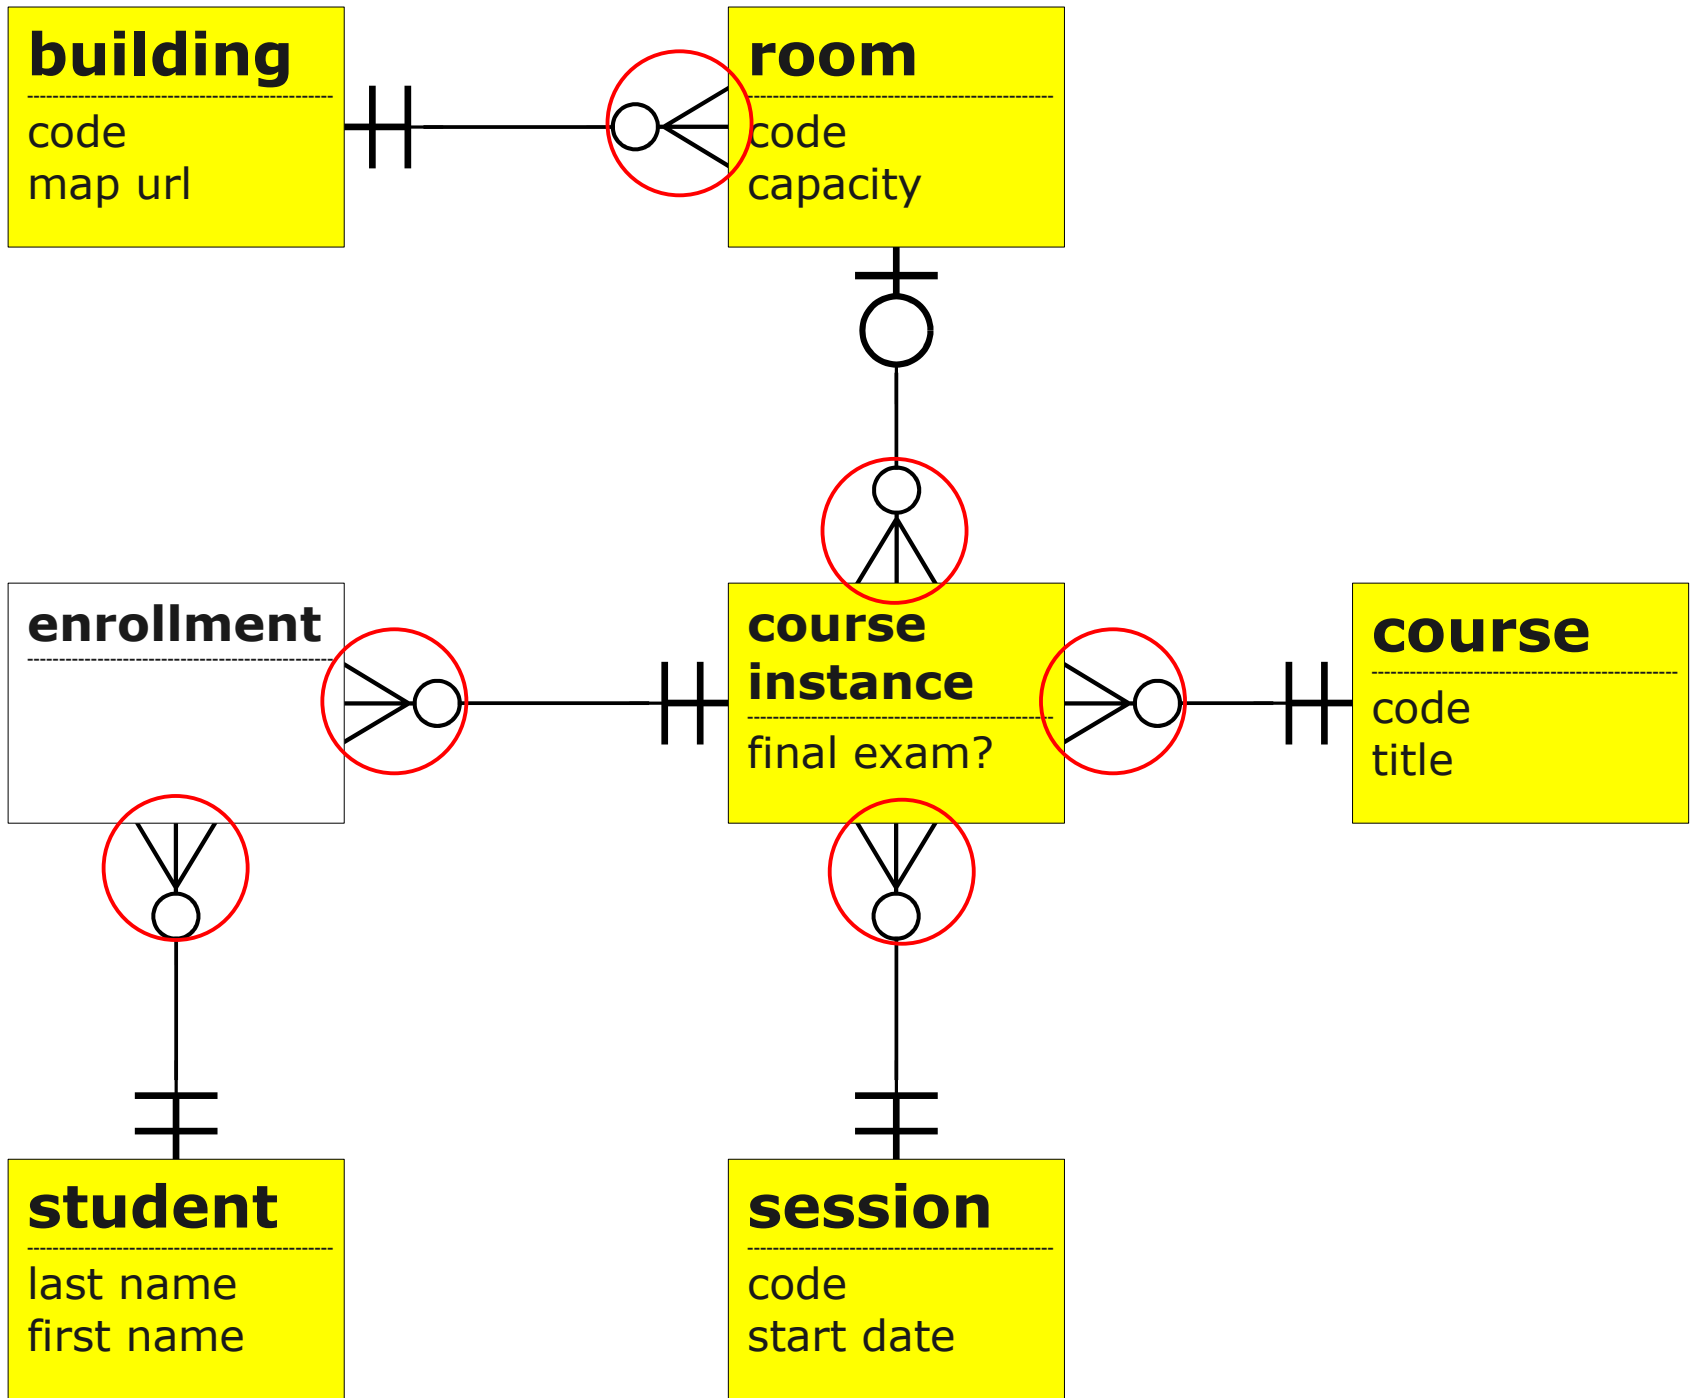 building
code
map url
room
code
capacity
enrollment
course
instance
final exam?
course
code
title
student
last name
first name
session
code
start date